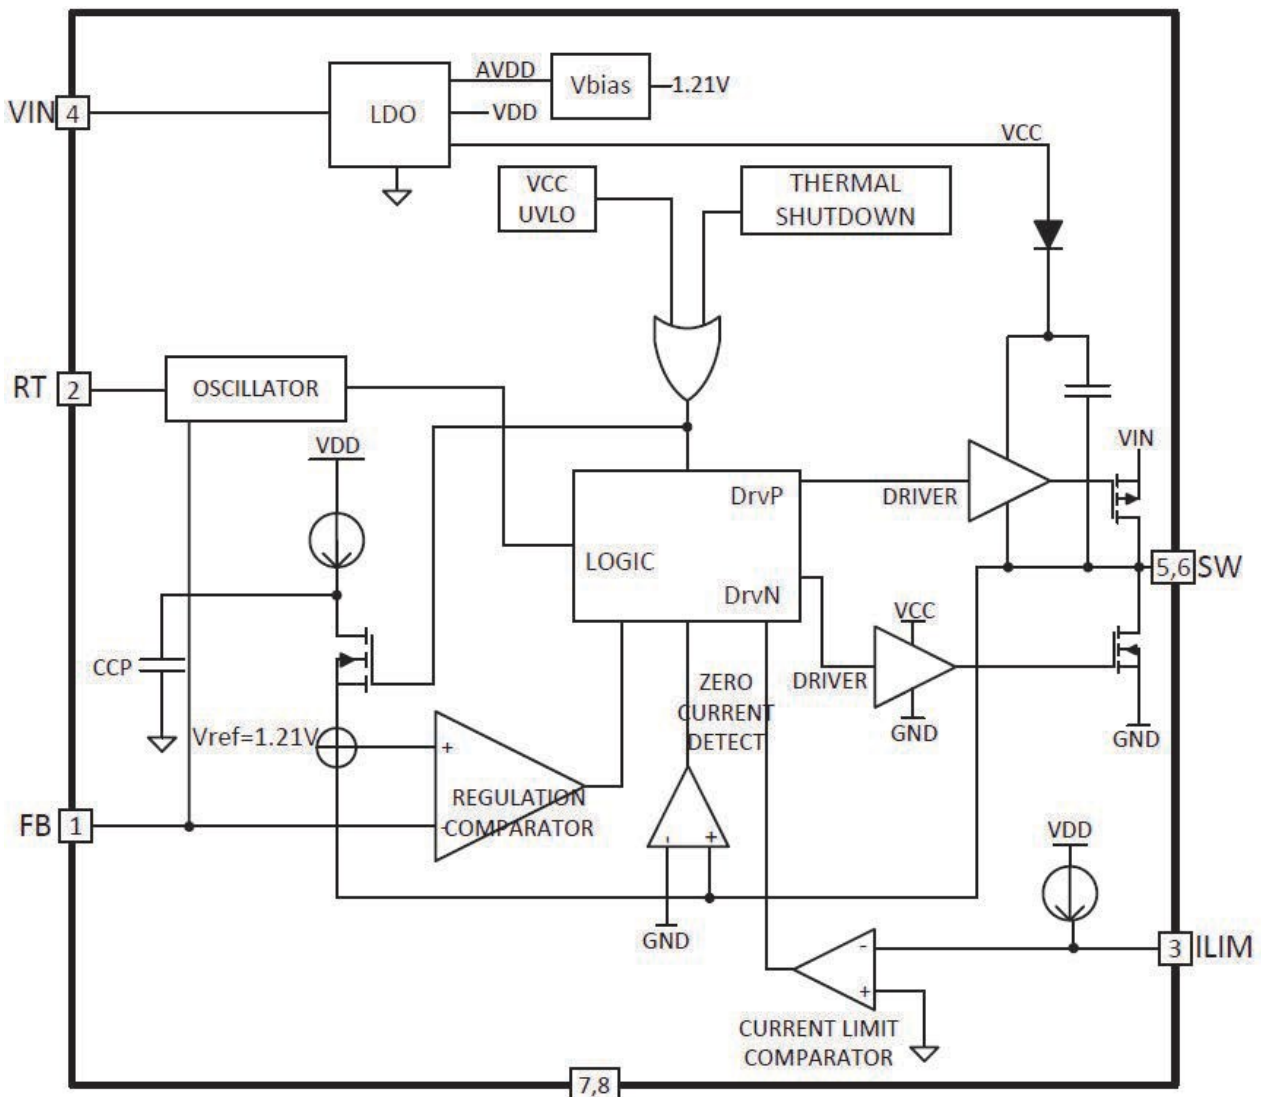 AVDD
Vbias
1.21V
VIN
4
LDO
VDD
VCC
VCC
UVLO
THERMAL
SHUTDOWN
RT
2
OSCILLATOR
VDD
VIN
DrvP
DRIVER
LOGIC
5,6
SW
DrvN
VCC
CCP
ZERO
CURRENT
DETECT
DRIVER
Vref=1.21V
GND
GND
+
REGULATION
COMPARATOR
-
FB
1
-
+
VDD
GND
-
3
ILIM
+
CURRENT LIMIT
COMPARATOR
7,8